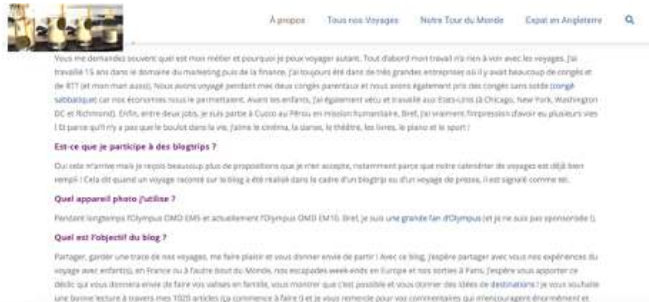 À propos Tous nos Voyages Notre Tour du Monde Expat en Angleterre
Vous me demandez souvent quel est mon métier et pourquoi je peux voyager autant. Tout d'abord mon travail n'a rien à voir avec les voyages. J'ai
travaillé 15 ans dans le domaine du marketing puis de la finance. J'ai toujours été dans de très grandes entreprises où il y avait beaucoup de congés et
de RTT (et mon mari aussi). Nous avons voyagé pendant mes deux congés parentaux et nous avons également pris des congés sans solde (congé
sabbatique) car nos économies nous le permettaient. Avant les enfants, j'ai également vécu et travaillé aux Etats-Unis (à Chicago, New York, Washington
DC et Richmond). Enfin, entre deux jobs, je suis partie à Cuzco au Pérou en mission humanitaire. Bref, j'ai vraiment l'impression d'avoir eu plusieurs vies
! Et parce qu'il n'y a pas que le boulot dans la vie, j'aime le cinéma, la danse, le théâtre, les livres, le piano et le sport !
Est-ce que je participe à des blogtrips ?
Oui cela m'arrive mais je reçois beaucoup plus de propositions que je n'en accepte, notamment parce que notre calendrier de voyages est déjà bien
rempli ! Cela dit quand un voyage raconté sur le blog a été réalisé dans le cadre d'un blogtrip ou d'un voyage de presse, il est signalé comme tel.
Quel appareil photo j'utilise ?
Pendant longtemps l'Olympus OMD EM5 et actuellement l'Olympus OMD EM10. Bref, je suis une grande fan d'Olympus (et je ne suis pas sponsorisée !).
Quel est l'objectif du blog ?
Partager, garder une trace de nos voyages, me faire plaisir et vous donner envie de partir ! Avec ce blog, j'espère partager avec vous nos expériences du
voyage avec enfant(s), en France ou à l'autre bout du Monde, nos escapades week-ends en Europe et nos sorties à Paris. J'espère vous apporter ce
déclic qui vous donnera envie de faire vos valises en famille, vous montrer que c'est possible et vous donner des idées de destinations ! Je vous souhaite
une bonne lecture à travers mes 1020 articles (ça commence à faire !) et je vous remercie pour vos commentaires qui m'encouragent énormément et